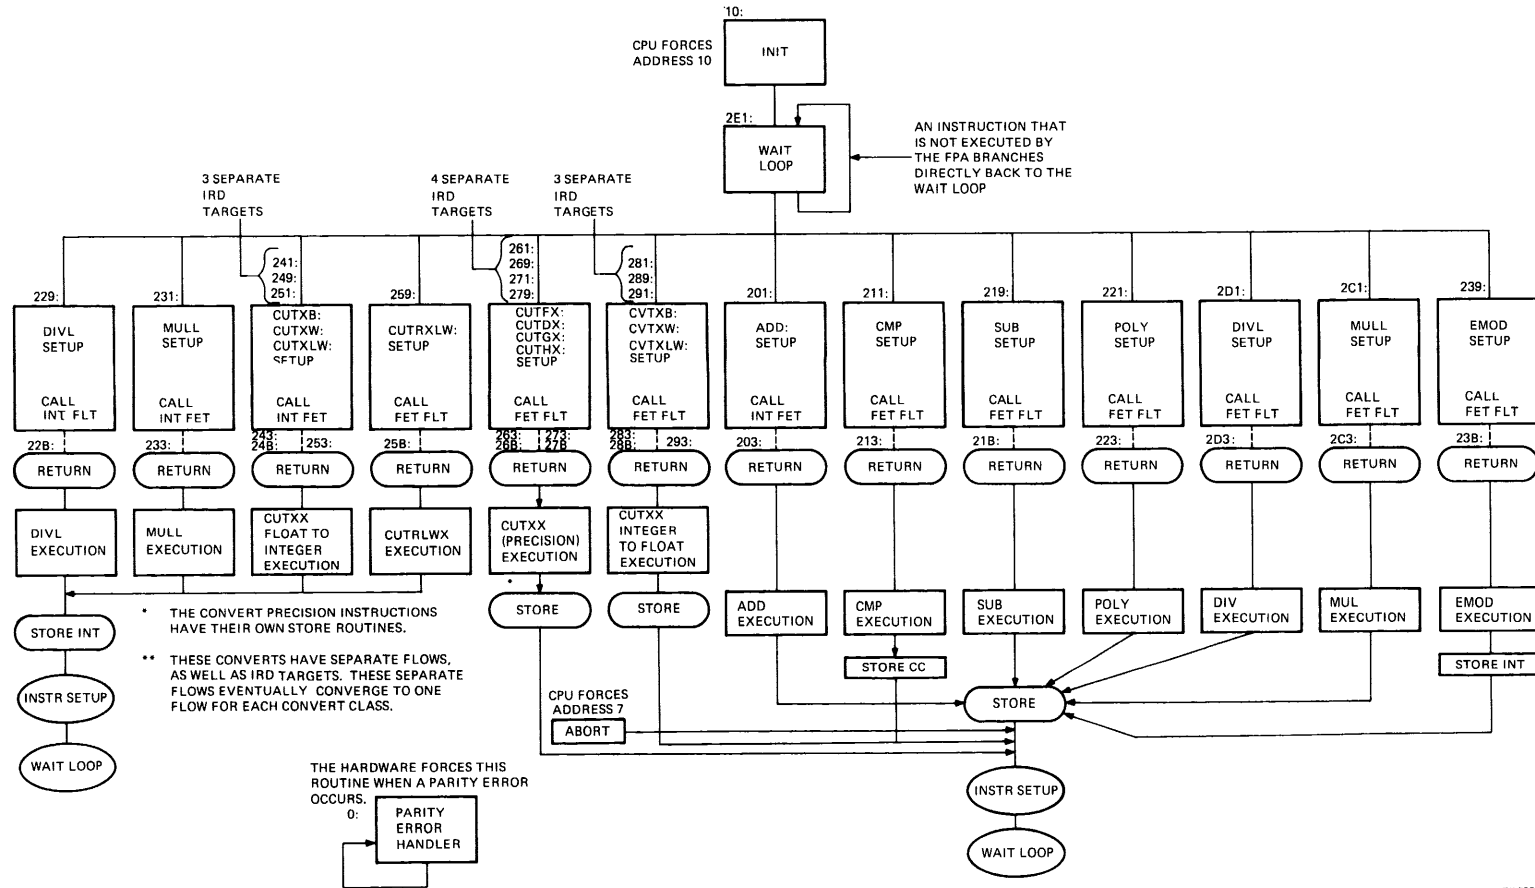 10:
CPU FORCES
ADDRESS 10
INIT
2E1:
WAIT
LOOP
AN INSTRUCTION THAT
IS NOT EXECUTED BY
THE FPA BRANCHES
DIRECTLY BACK TO THE
WAIT LOOP
3 SEPARATE
IRD
TARGETS
4 SEPARATE
IRD
TARGETS
3 SEPARATE
IRD
TARGETS
229:
DIVL
SETUP
CALL
INT FLT
22B:
RETURN
DIVL
EXECUTION
231:
MULL
SETUP
CALL
INT FET
233:
RETURN
MULL
EXECUTION
241:
249:
251:
CUTXB:
CUTXW:
CUTXLW:
SETUP
CALL
INT FET
243:
24B:
253:
RETURN
CUTXX
FLOAT TO
INTEGER
EXECUTION
259:
CUTRXLW:
SETUP
CALL
FET FLT
25B:
RETURN
CUTRLWX
EXECUTION
261:
269:
271:
279:
CUTFX:
CUTDX:
CUTGX:
CUTHX:
SETUP
CALL
FET FLT
263: 273:
26B: 27B
RETURN
CUTXX
(PRECISION)
EXECUTION
*
STORE
281:
289:
291:
CVTXB:
CVTXW:
CVTXLW:
SETUP
CALL
FET FLT
283:
28B:
293:
RETURN
CUTXX
INTEGER
TO FLOAT
EXECUTION
STORE
201:
ADD:
SETUP
CALL
INT FET
203:
RETURN
ADD
EXECUTION
211:
CMP
SETUP
CALL
FET FLT
213:
RETURN
CMP
EXECUTION
STORE CC
219:
SUB
SETUP
CALL
FET FLT
21B:
RETURN
SUB
EXECUTION
221:
POLY
SETUP
CALL
FET FLT
223:
RETURN
POLY
EXECUTION
2D1:
DIVL
SETUP
CALL
FET FLT
2D3:
RETURN
DIV
EXECUTION
2C1:
MULL
SETUP
CALL
FET FLT
2C3:
RETURN
MUL
EXECUTION
239:
EMOD
SETUP
CALL
FET FLT
23B:
RETURN
EMOD
EXECUTION
STORE INT
STORE INT
INSTR SETUP
WAIT LOOP
* THE CONVERT PRECISION INSTRUCTIONS
HAVE THEIR OWN STORE ROUTINES.
** THESE CONVERTS HAVE SEPARATE FLOWS,
AS WELL AS IRD TARGETS. THESE SEPARATE
FLOWS EVENTUALLY CONVERGE TO ONE
FLOW FOR EACH CONVERT CLASS.
CPU FORCES
ADDRESS 7
ABORT
STORE
INSTR SETUP
WAIT LOOP
THE HARDWARE FORCES THIS
ROUTINE WHEN A PARITY ERROR
OCCURS.
0:
PARITY
ERROR
HANDLER